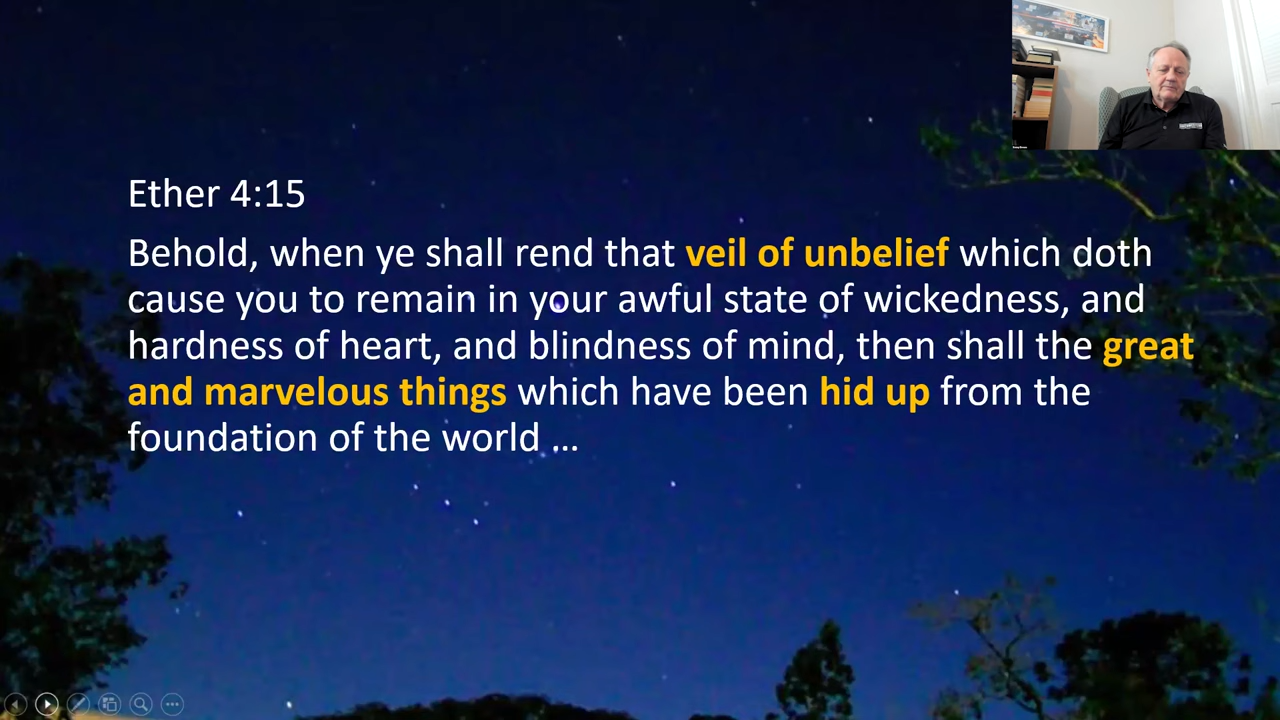 Ether 4:15
Behold, when ye shall rend that veil of unbelief which doth
cause you to remain in your awful state of wickedness, and
hardness of heart, and blindness of mind, then shall the great
and marvelous things which have been hid up from the
foundation of the world ...